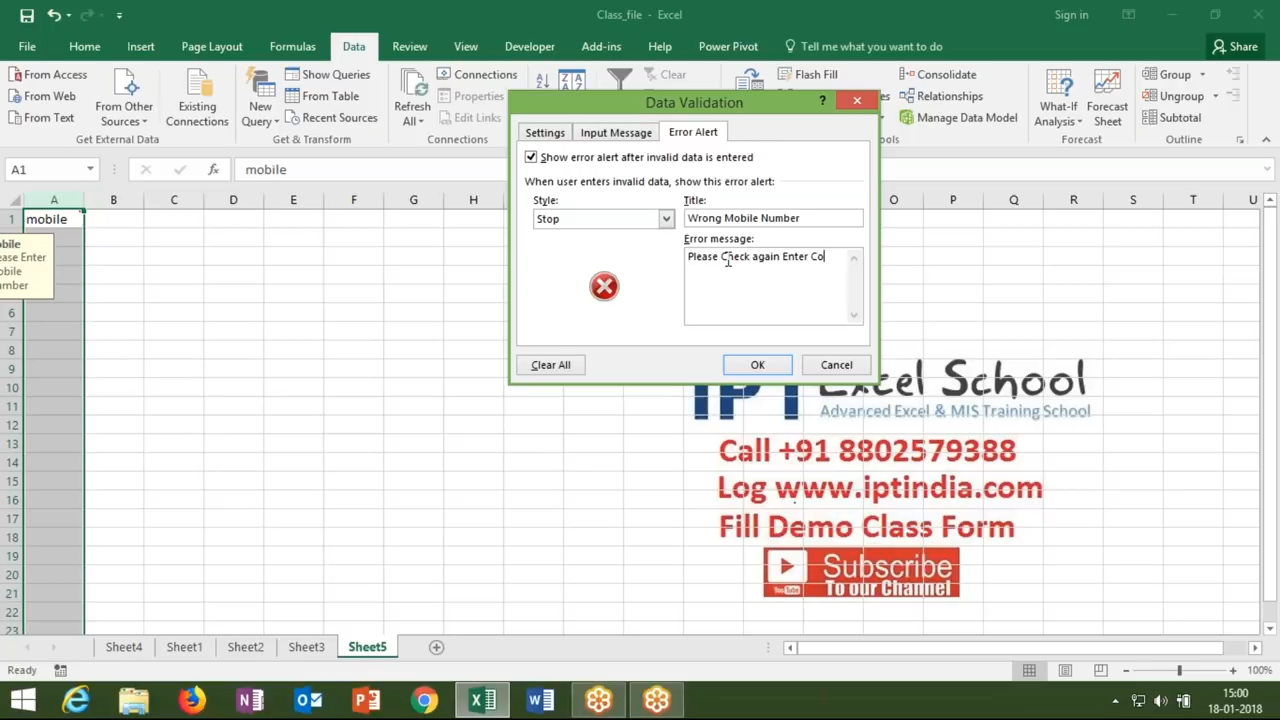 Class_file - Excel
Sign in
File Home Insert Page Layout Formulas Data Review View Developer Add-ins Help Power Pivot Tell me what you want to do Share
From Access
From Web
From Text
From Other
Sources
Existing
Connections
Get External Data
New
Query
Show Queries
From Table
Recent Sources
Get & Transform
Refresh
All
Connections
Properties
Edit Links
Connections
Clear
Flash Fill
Consolidate
Relationships
Manage Data Model
What-If
Analysis
Forecast
Sheet
Forecast
Group
Ungroup
Subtotal
Outline
A1
fx
mobile
Data Validation
?
Settings Input Message Error Alert
Show error alert after invalid data is entered
When user enters invalid data, show this error alert:
Style:
Title:
Stop
Wrong Mobile Number
Error message:
Please Check again Enter Co
Clear All
OK
Cancel
A B C D E F G H N O P Q R S T U
1 mobile
6
7
8
9
10
11
12
13
14
15
16
17
18
19
20
21
22
23
IPT Excel School
Advanced Excel & MIS Training School
Call +91 8802579388
Log www.iptindia.com
Fill Demo Class Form
Subscribe
YouTube
To our Channel
Sheet4 Sheet1 Sheet2 Sheet3 Sheet5
Ready
100%
15:00
18-01-2018